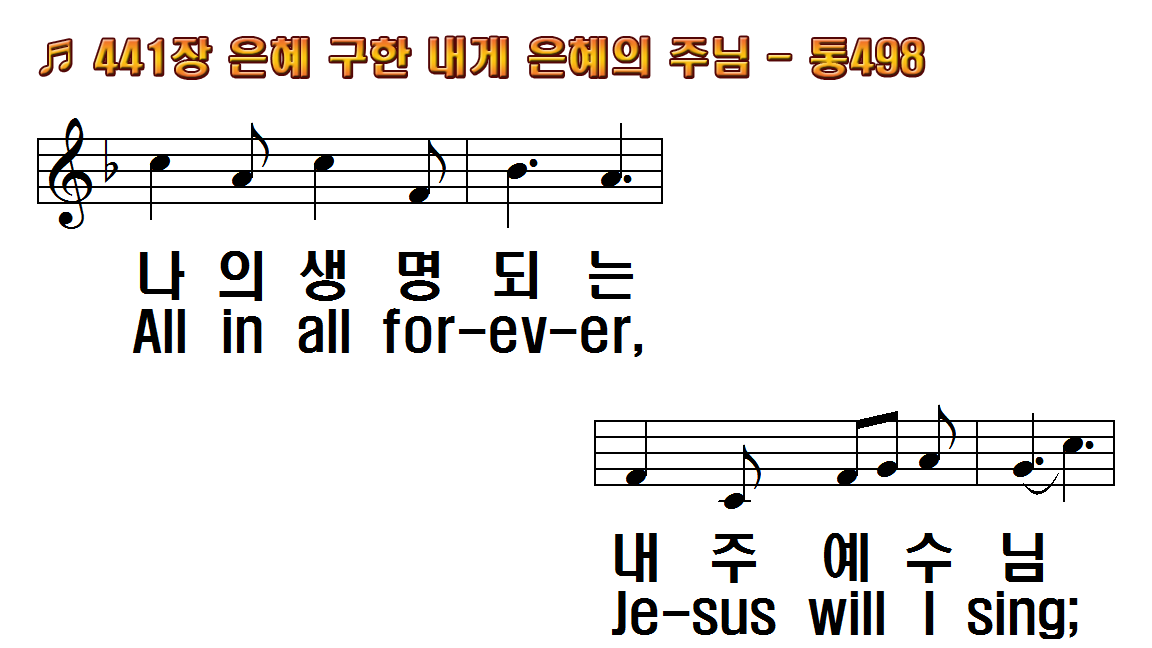 ♬ 441장 은혜 구한 내게 은혜의 주님 - 통498
나 의 생 명 되 는
All in all for-ev-er,
내 주 예 수 님
Je-sus will I sing;